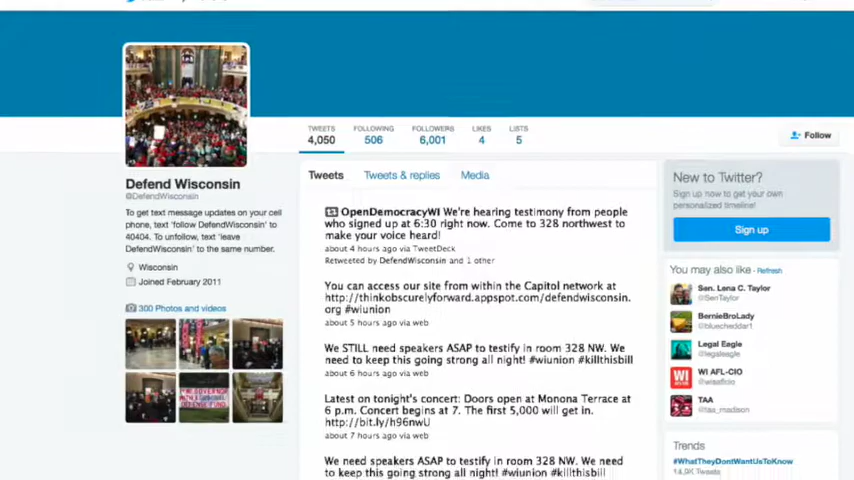 TWEETS FOLLOWING FOLLOWERS LIKES LISTS
4,050 506 6,001 4 5
Follow
Defend Wisconsin
@DefendWisconsin
To get text message updates on your cell
phone, text 'follow DefendWisconsin' to
40404. To unfollow, text 'leave
DefendWisconsin' to the same number.
Wisconsin
Joined February 2011
300 Photos and videos
Tweets Tweets & replies Media
OpenDemocracyWI We're hearing testimony from people
who signed up at 6:30 right now. Come to 328 northwest to
make your voice heard!
about 4 hours ago via TweetDeck
Retweeted by DefendWisconsin and 1 other
You can access our site from within the Capitol network at
http://thinkobscurelyforward.appspot.com/defendwisconsin.
org #wiunion
about 5 hours ago via web
We STILL need speakers ASAP to testify in room 328 NW. We
need to keep this going strong all night! #wiunion #killthisbill
about 6 hours ago via web
Latest on tonight's concert: Doors open at Monona Terrace at
6 p.m. Concert begins at 7. The first 5,000 will get in.
http://bit.ly/h96nwU
about 7 hours ago via web
We need speakers ASAP to testify in room 328 NW. We need
to keep this going strong all night! #wiunion #killthisbill
New to Twitter?
Sign up now to get your own
personalized timeline!
Sign up
You may also like · Refresh
Sen. Lena C. Taylor
@SenTaylor
BernieBroLady
@bluecheddar1
Legal Eagle
@legaleagle
WI AFL-CIO
@wisaflcio
TAA
@taa_madison
Trends
#WhatTheyDontWantUsToKnow
14.9K Tweets